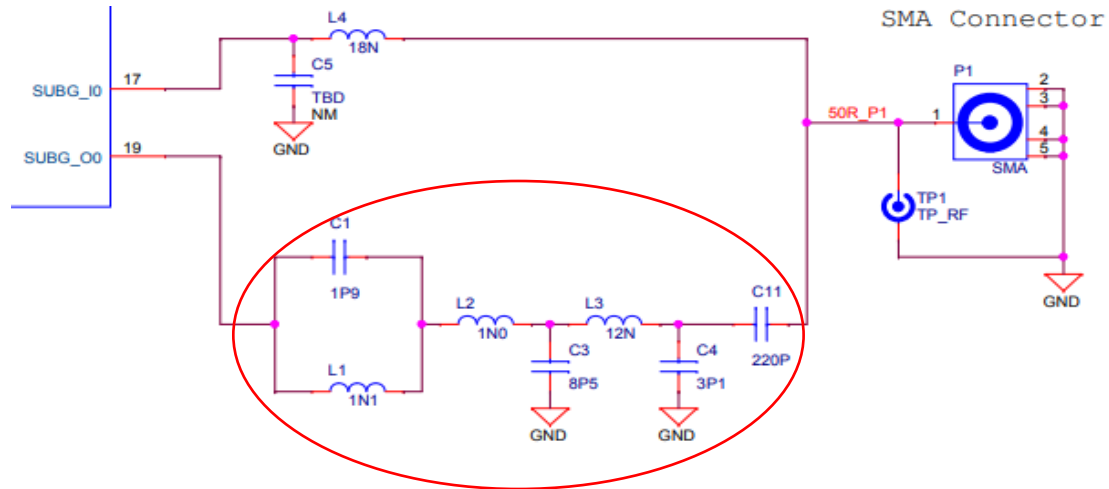 SMA Connector
L4
18N
C5
TBD
NM
GND
SUBG_I0
17
SUBG_O0
19
P1
1
2
3
4
5
SMA
50R_P1
TP1
TP_RF
GND
C1
1P9
L1
1N1
L2
1N0
C3
8P5
GND
L3
12N
C4
3P1
GND
C11
220P